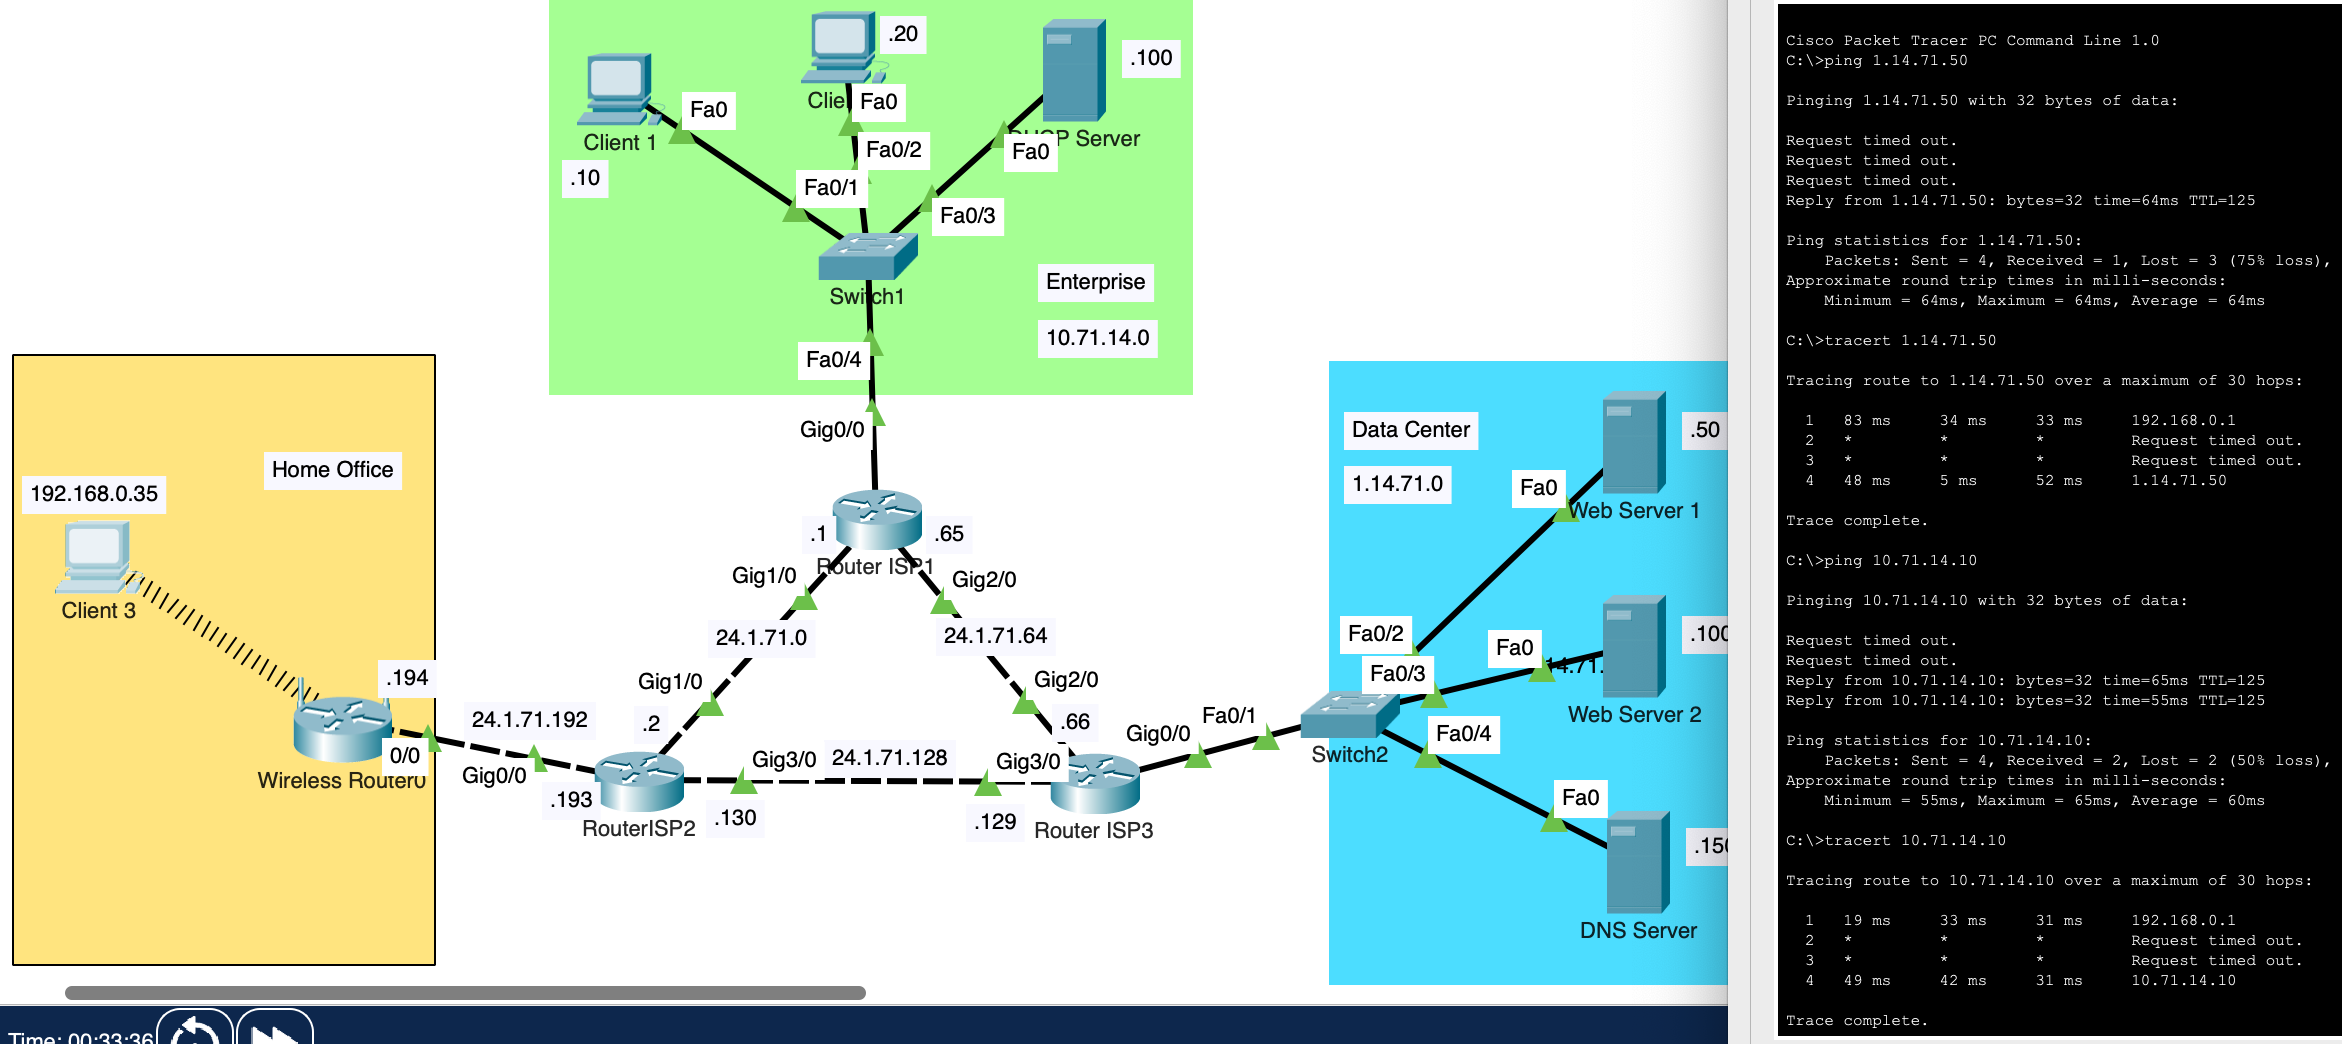 .20
.100
Fa0
Fa0
Client 1
Fa0/2
Fa0
.10
Fa0/1
Fa0/3
Switch1
Enterprise
10.71.14.0
Fa0/4
Gig0/0
Home Office
192.168.0.35
Client 3
.1
.65
Router ISP1
Gig1/0
Gig2/0
24.1.71.0
24.1.71.64
Gig1/0
Gig2/0
.194
.2
.66
24.1.71.192
0/0
Wireless Router0
Gig0/0
.193
RouterISP2
Gig3/0
24.1.71.128
Gig3/0
.130
.129
Router ISP3
Gig0/0
Fa0/1
Data Center
1.14.71.0
.50
Fa0
Web Server 1
Fa0/2
Fa0
.100
Fa0/3
Web Server 2
Switch2
Fa0/4
Fa0
DNS Server
Time: 00:33:36
Cisco Packet Tracer PC Command Line 1.0
C:\>ping 1.14.71.50
Pinging 1.14.71.50 with 32 bytes of data:
Request timed out.
Request timed out.
Request timed out.
Reply from 1.14.71.50: bytes=32 time=64ms TTL=125
Ping statistics for 1.14.71.50:
Packets: Sent = 4, Received = 1, Lost = 3 (75% loss),
Approximate round trip times in milli-seconds:
Minimum = 64ms, Maximum = 64ms, Average = 64ms
C:\>tracert 1.14.71.50
Tracing route to 1.14.71.50 over a maximum of 30 hops:
1 83 ms 34 ms 33 ms 192.168.0.1
2 * * * Request timed out.
3 * * * Request timed out.
4 48 ms 5 ms 52 ms 1.14.71.50
Trace complete.
C:\>ping 10.71.14.10
Pinging 10.71.14.10 with 32 bytes of data:
Request timed out.
Request timed out.
Reply from 10.71.14.10: bytes=32 time=65ms TTL=125
Reply from 10.71.14.10: bytes=32 time=55ms TTL=125
Ping statistics for 10.71.14.10:
Packets: Sent = 4, Received = 2, Lost = 2 (50% loss),
Approximate round trip times in milli-seconds:
Minimum = 55ms, Maximum = 65ms, Average = 60ms
C:\>tracert 10.71.14.10
Tracing route to 10.71.14.10 over a maximum of 30 hops:
1 19 ms 33 ms 31 ms 192.168.0.1
2 * * * Request timed out.
3 * * * Request timed out.
4 49 ms 42 ms 31 ms 10.71.14.10
Trace complete.